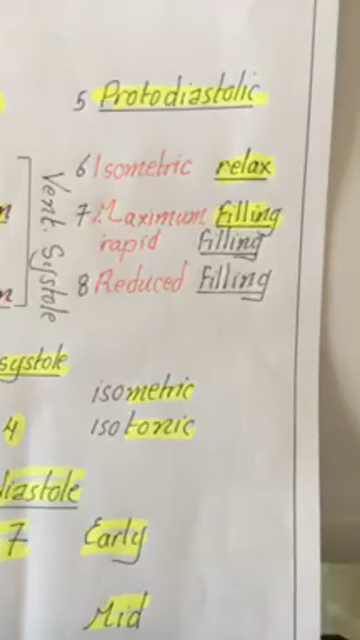 5 Protodiastolic
6 Isometric relax
7 Maximum filling
rapid filling
8 Reduced Filling
Vent. Systole
systole
isometric
4 isotonic
diastole
7 Early
Mid